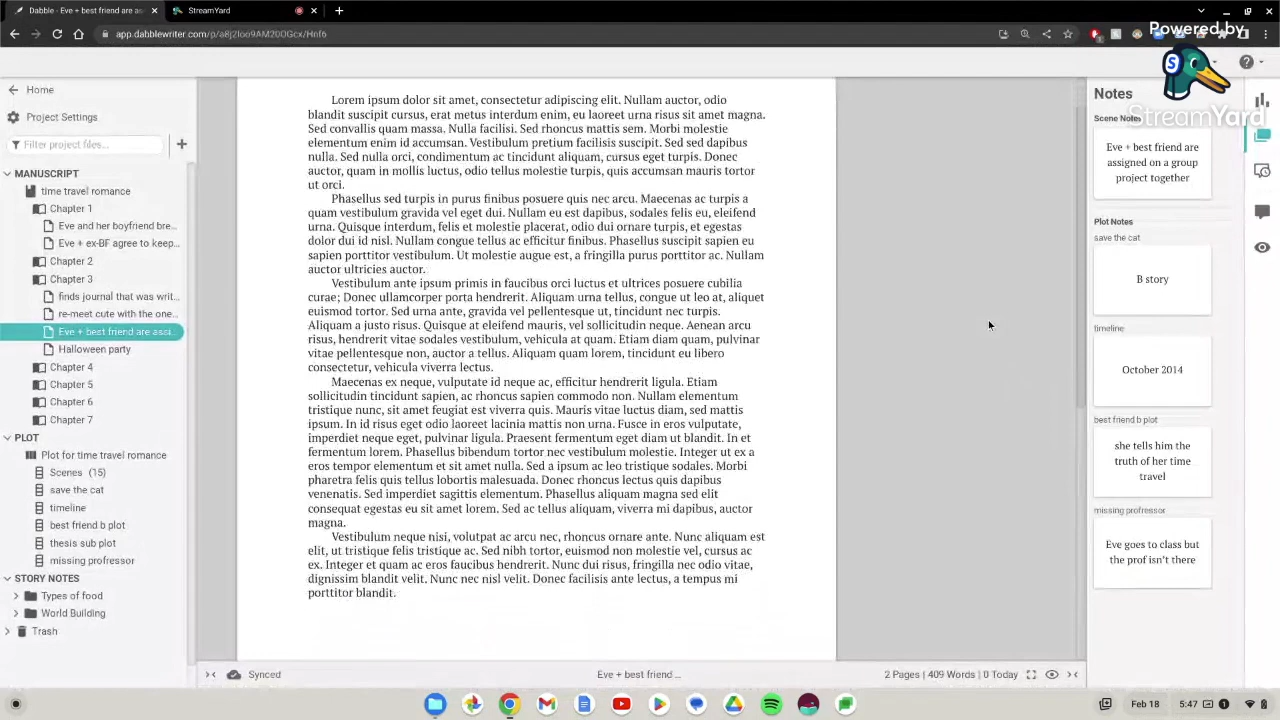 Dabble - Eve + best friend are as
StreamYard
app.dabblewriter.com/p/a8j2Ioo9AM20OGcx/Hnf6
Powered by
StreamYard
Home
Project Settings
Filter project files...
MANUSCRIPT
time travel romance
Chapter 1
Eve and her boyfriend bre...
Eve + ex-BF agree to keep...
Chapter 2
Chapter 3
finds journal that was writ...
re-meet cute with the one...
Eve + best friend are assi...
Halloween party
Chapter 4
Chapter 5
Chapter 6
Chapter 7
PLOT
Plot for time travel romance
Scenes (15)
save the cat
timeline
best friend b plot
thesis sub plot
missing profressor
STORY NOTES
Types of food
World Building
Trash
Lorem ipsum dolor sit amet, consectetur adipiscing elit. Nullam auctor, odio
blandit suscipit cursus, erat metus interdum enim, eu laoreet urna risus sit amet magna.
Sed convallis quam massa. Nulla facilisi. Sed rhoncus mattis sem. Morbi molestie
elementum enim id accumsan. Vestibulum pretium facilisis suscipit. Sed sed dapibus
nulla. Sed nulla orci, condimentum ac tincidunt aliquam, cursus eget turpis. Donec
auctor, quam in mollis luctus, odio tellus molestie turpis, quis accumsan mauris tortor
ut orci.
Phasellus sed turpis in purus finibus posuere quis nec arcu. Maecenas ac turpis a
quam vestibulum gravida vel eget dui. Nullam eu est dapibus, sodales felis eu, eleifend
urna. Quisque interdum, felis et molestie placerat, odio dui ornare turpis, et egestas
dolor dui id nisl. Nullam congue tellus ac efficitur finibus. Phasellus suscipit sapien eu
sapien porttitor vestibulum. Ut molestie augue est, a fringilla purus porttitor ac. Nullam
auctor ultricies auctor.
Vestibulum ante ipsum primis in faucibus orci luctus et ultrices posuere cubilia
curae; Donec ullamcorper porta hendrerit. Aliquam urna tellus, congue ut leo at, aliquet
euismod tortor. Sed urna ante, gravida vel pellentesque ut, tincidunt nec turpis.
Aliquam a justo risus. Quisque at eleifend mauris, vel sollicitudin neque. Aenean arcu
risus, hendrerit vitae sodales vestibulum, vehicula at quam. Etiam diam quam, pulvinar
vitae pellentesque non, auctor a tellus. Aliquam quam lorem, tincidunt eu libero
consectetur, vehicula viverra lectus.
Maecenas ex neque, vulputate id neque ac, efficitur hendrerit ligula. Etiam
sollicitudin tincidunt sapien, ac rhoncus sapien commodo non. Nullam elementum
tristique nunc, sit amet feugiat est viverra quis. Mauris vitae luctus diam, sed mattis
ipsum. In id risus eget odio laoreet lacinia mattis non urna. Fusce in eros vulputate,
imperdiet neque eget, pulvinar ligula. Praesent fermentum eget diam ut blandit. In et
fermentum lorem. Phasellus bibendum tortor nec vestibulum molestie. Integer ut ex a
eros tempor elementum et sit amet nulla. Sed a ipsum ac leo tristique sodales. Morbi
pharetra felis quis tellus lobortis malesuada. Donec rhoncus lectus quis dapibus
venenatis. Sed imperdiet sagittis elementum. Phasellus aliquam magna sed elit
consequat egestas eu sit amet lorem. Sed ac tellus aliquam, viverra mi dapibus, auctor
magna.
Vestibulum neque nisi, volutpat ac arcu nec, rhoncus ornare ante. Nunc aliquam est
elit, ut tristique felis tristique ac. Sed nibh tortor, euismod non molestie vel, cursus ac
ex. Integer et quam ac eros faucibus hendrerit. Nunc dui risus, fringilla nec odio vitae,
dignissim blandit velit. Nunc nec nisl velit. Donec facilisis ante lectus, a tempus mi
porttitor blandit.
Notes
Scene Notes
Eve + best friend are
assigned on a group
project together
Plot Notes
save the cat
B story
timeline
October 2014
best friend b plot
she tells him the
truth of her time
travel
missing profressor
Eve goes to class but
the prof isn't there
Synced
Eve + best friend ...
2 Pages | 409 Words | 0 Today
Feb 18
5:47